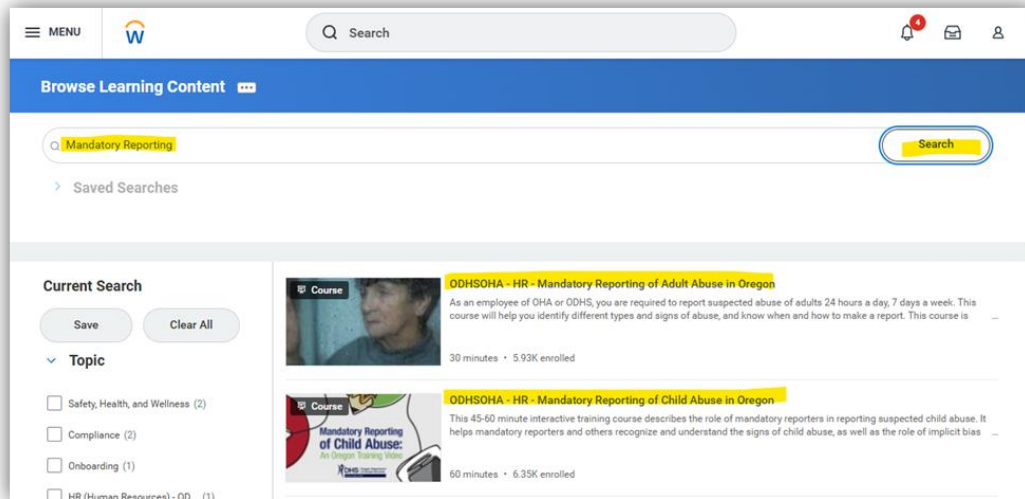 MENU
Search
4
Browse Learning Content
Mandatory Reporting
Search
Saved Searches
Current Search
Save
Clear All
Topic
Safety, Health, and Wellness (2)
Compliance (2)
Onboarding (1)
HR (Human Resources) - OD... (1)
Course
ODHSOHA - HR - Mandatory Reporting of Adult Abuse in Oregon
As an employee of OHA or ODHS, you are required to report suspected abuse of adults 24 hours a day, 7 days a week. This
course will help you identify different types and signs of abuse, and know when and how to make a report. This course is ...
30 minutes • 5.93K enrolled
Course
Mandatory Reporting
of Child Abuse:
An Oregon Training Video
DHS
ODHSOHA - HR - Mandatory Reporting of Child Abuse in Oregon
This 45-60 minute interactive training course describes the role of mandatory reporters in reporting suspected child abuse. It
helps mandatory reporters and others recognize and understand the signs of child abuse, as well as the role of implicit bias ...
60 minutes • 6.35K enrolled